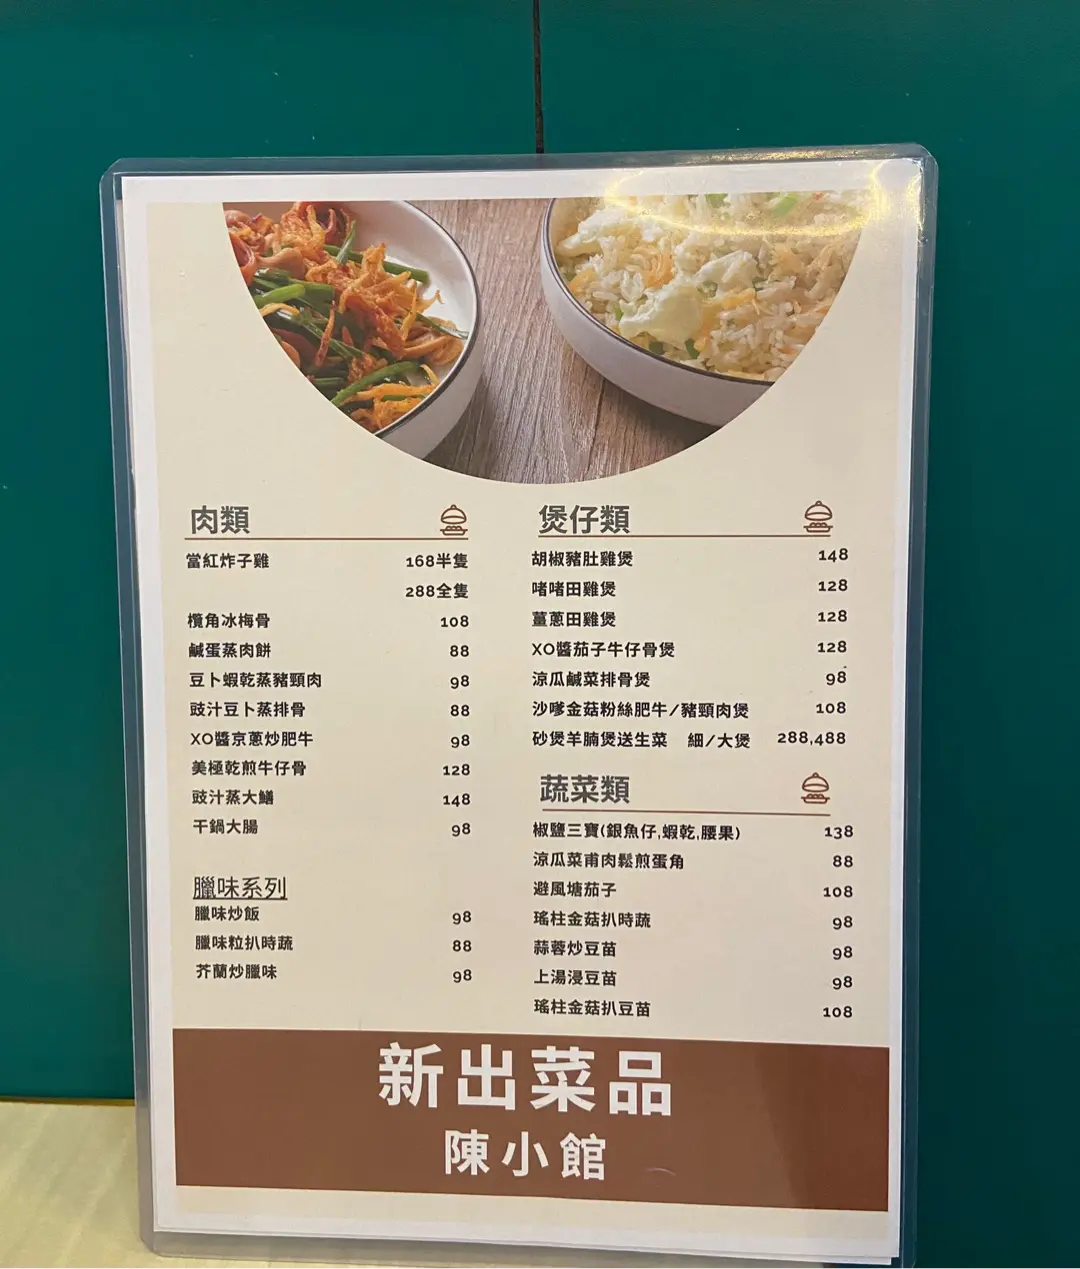 肉類
當紅炸子雞 168半隻
288全隻
欖角冰梅骨 108
鹹蛋蒸肉餅 88
豆卜蝦乾蒸豬頸肉 98
豉汁豆卜蒸排骨 88
XO醬京蔥炒肥牛 98
美極乾煎牛仔骨 128
豉汁蒸大鱔 148
干鍋大腸 98
臘味系列
臘味炒飯 98
臘味粒扒時蔬 88
芥蘭炒臘味 98
煲仔類
胡椒豬肚雞煲 148
啫啫田雞煲 128
薑蔥田雞煲 128
XO醬茄子牛仔骨煲 128
涼瓜鹹菜排骨煲 98
沙嗲金菇粉絲肥牛/豬頸肉煲 108
砂煲羊腩煲送生菜 細/大煲 288,488
蔬菜類
椒鹽三寶(銀魚仔,蝦乾,腰果) 138
涼瓜菜甫肉鬆煎蛋角 88
避風塘茄子 108
瑤柱金菇扒時蔬 98
蒜蓉炒豆苗 98
上湯浸豆苗 98
瑤柱金菇扒豆苗 108
新出菜品
陳小館